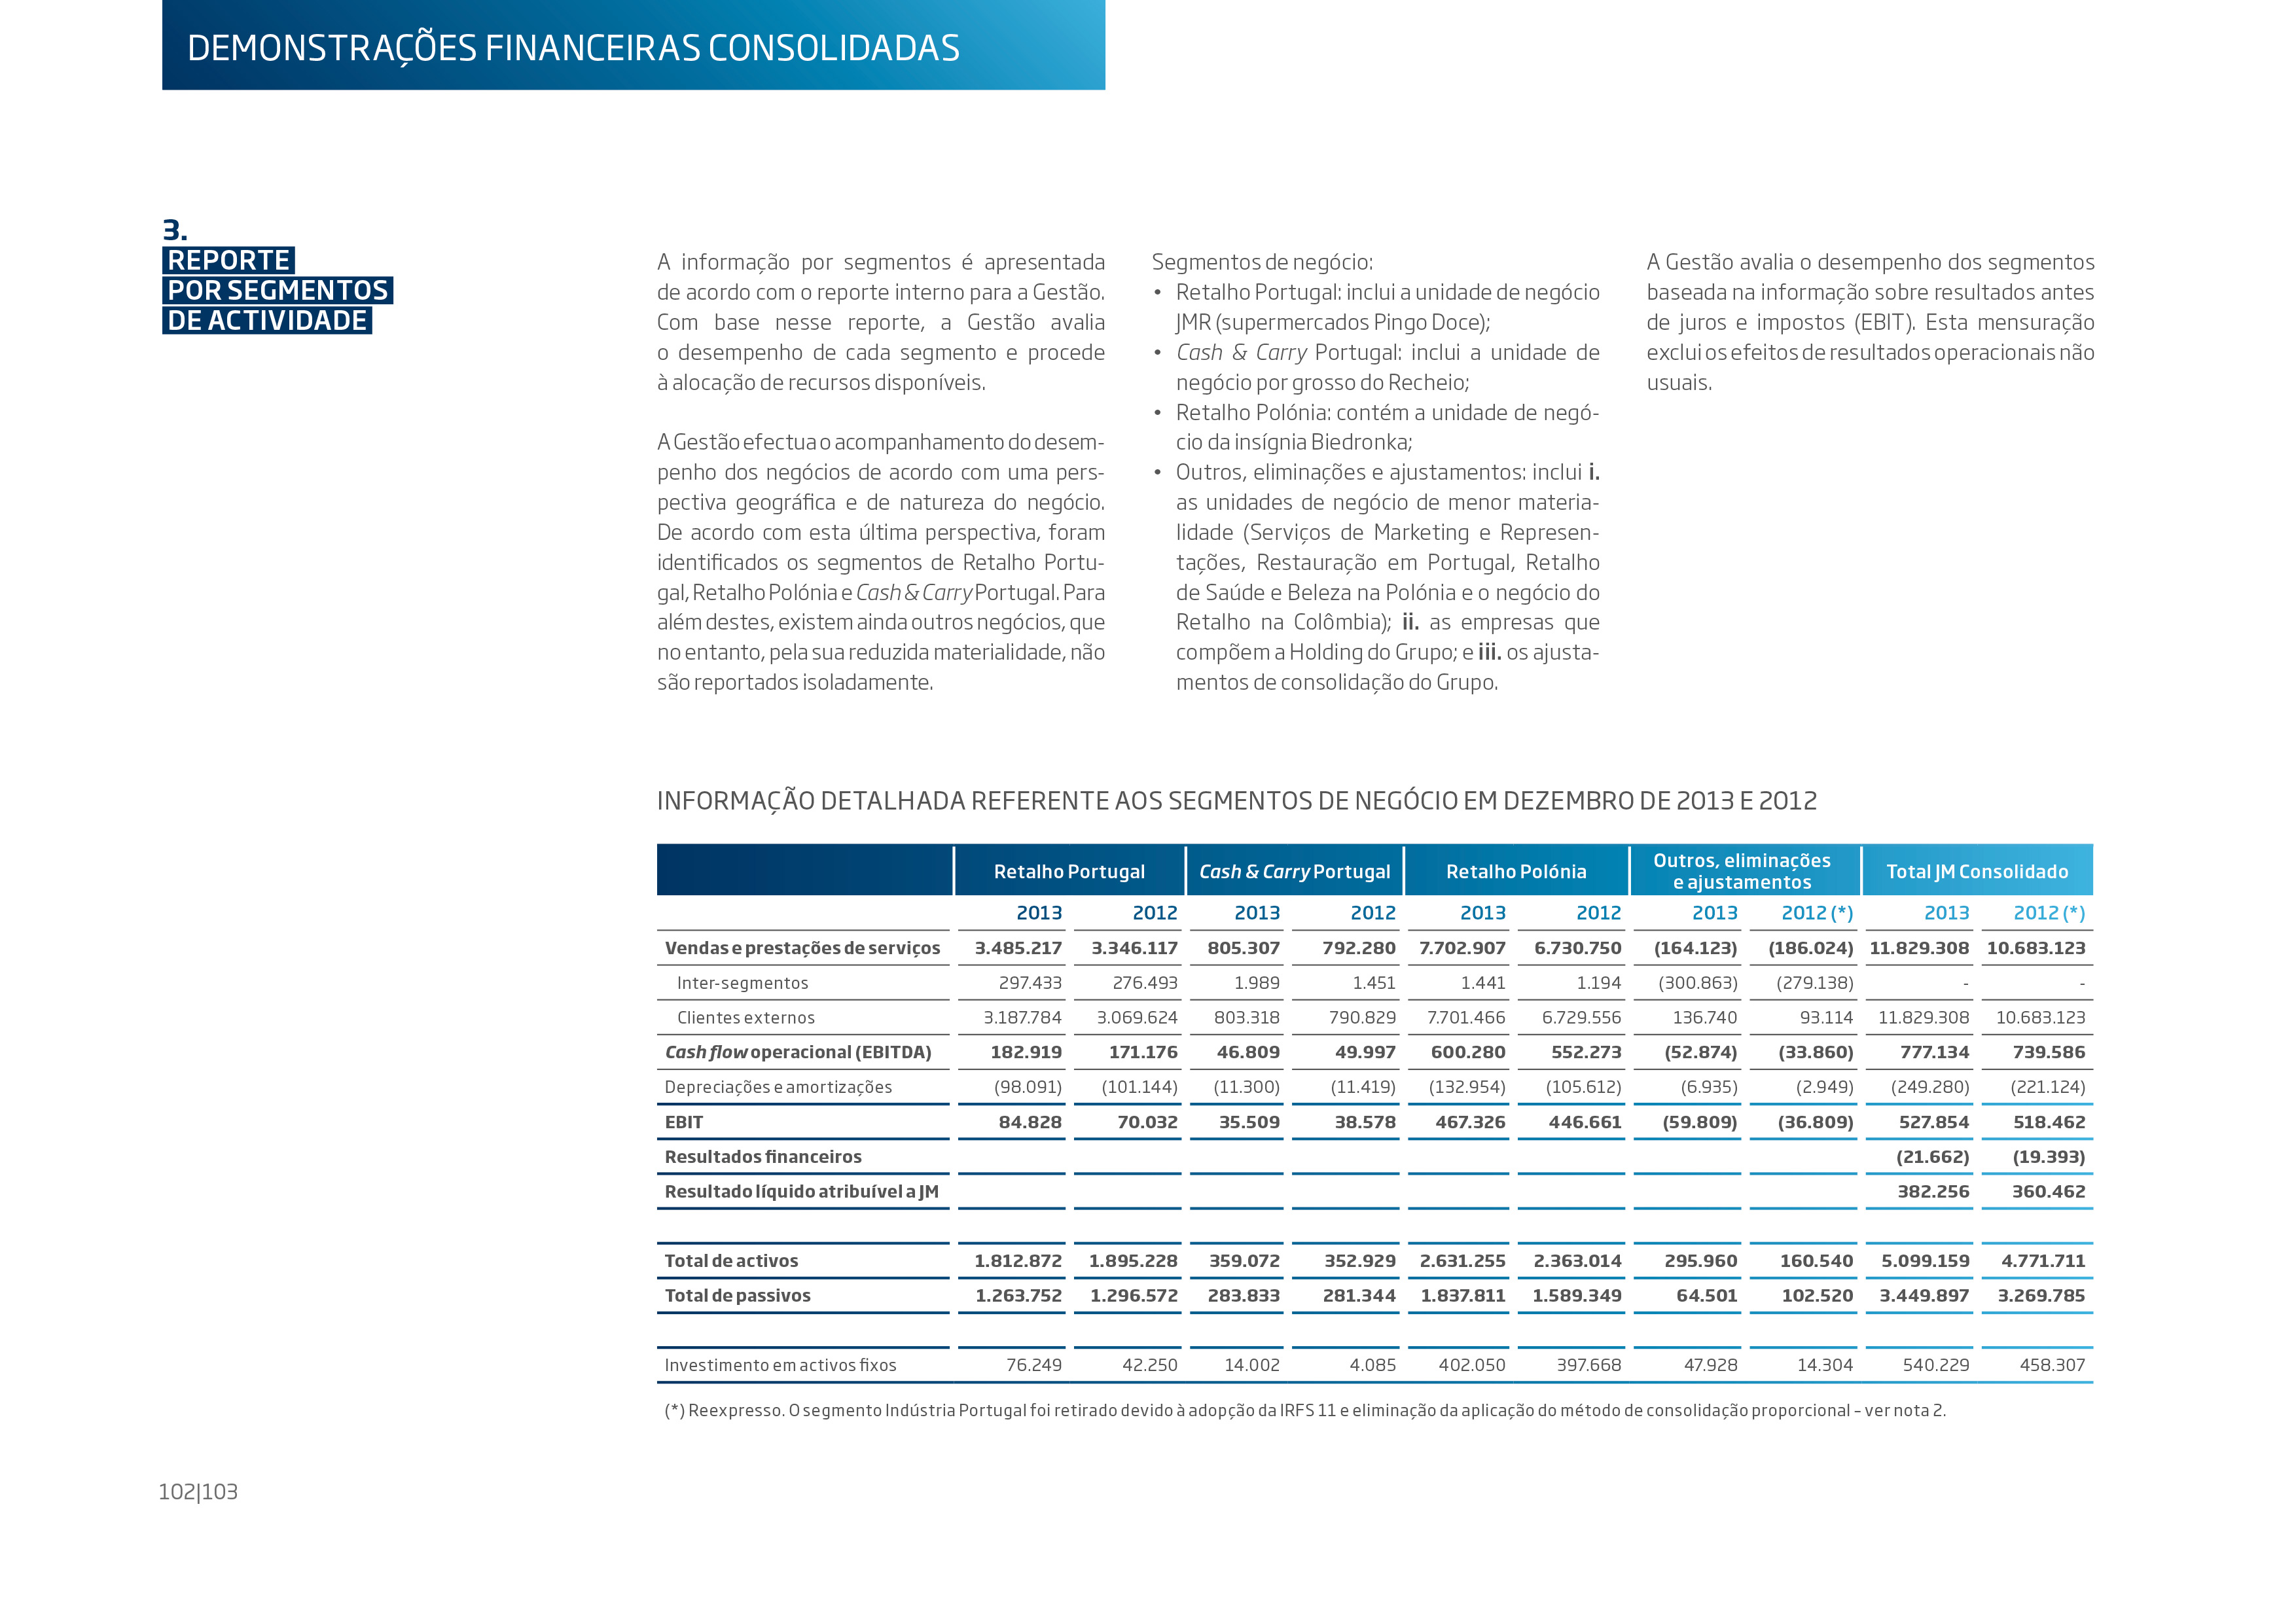 DEMONSTRAÇÕES FINANCEIRAS CONSOLIDADAS
3.
REPORTE
POR SEGMENTOS
DE ACTIVIDADE
A informação por segmentos é apresentada
de acordo com o reporte interno para a Gestão.
Com base nesse reporte, a Gestão avalia
o desempenho de cada segmento e procede
à alocação de recursos disponíveis.
A Gestão efectua o acompanhamento do desem-
penho dos negócios de acordo com uma pers-
pectiva geográfica e de natureza do negócio.
De acordo com esta última perspectiva, foram
identificados os segmentos de Retalho Portu-
gal, Retalho Polónia e Cash & Carry Portugal. Para
além destes, existem ainda outros negócios, que
no entanto, pela sua reduzida materialidade, não
são reportados isoladamente.
Segmentos de negócio:
• Retalho Portugal: inclui a unidade de negócio
JMR (supermercados Pingo Doce);
• Cash & Carry Portugal: inclui a unidade de
negócio por grosso do Recheio;
• Retalho Polónia: contém a unidade de negó-
cio da insígnia Biedronka;
• Outros, eliminações e ajustamentos: inclui i.
as unidades de negócio de menor materia-
lidade (Serviços de Marketing e Represen-
tações, Restauração em Portugal, Retalho
de Saúde e Beleza na Polónia e o negócio do
Retalho na Colômbia); ii. as empresas que
compõem a Holding do Grupo; e iii. os ajusta-
mentos de consolidação do Grupo.
A Gestão avalia o desempenho dos segmentos
baseada na informação sobre resultados antes
de juros e impostos (EBIT). Esta mensuração
exclui os efeitos de resultados operacionais não
usuais.
INFORMAÇÃO DETALHADA REFERENTE AOS SEGMENTOS DE NEGÓCIO EM DEZEMBRO DE 2013 E 2012
Retalho Portugal Cash & Carry Portugal Retalho Polónia Outros, eliminações e ajustamentos Total JM Consolidado
2013 2012 2013 2012 2013 2012 2013 2012 (*) 2013 2012 (*)
Vendas e prestações de serviços 3.485.217 3.346.117 805.307 792.280 7.702.907 6.730.750 (164.123) (186.024) 11.829.308 10.683.123
Inter-segmentos 297.433 276.493 1.989 1.451 1.441 1.194 (300.863) (279.138) - -
Clientes externos 3.187.784 3.069.624 803.318 790.829 7.701.466 6.729.556 136.740 93.114 11.829.308 10.683.123
Cash flow operacional (EBITDA) 182.919 171.176 46.809 49.997 600.280 552.273 (52.874) (33.860) 777.134 739.586
Depreciações e amortizações (98.091) (101.144) (11.300) (11.419) (132.954) (105.612) (6.935) (2.949) (249.280) (221.124)
EBIT 84.828 70.032 35.509 38.578 467.326 446.661 (59.809) (36.809) 527.854 518.462
Resultados financeiros (21.662) (19.393)
Resultado líquido atribuível a JM 382.256 360.462
Total de activos 1.812.872 1.895.228 359.072 352.929 2.631.255 2.363.014 295.960 160.540 5.099.159 4.771.711
Total de passivos 1.263.752 1.296.572 283.833 281.344 1.837.811 1.589.349 64.501 102.520 3.449.897 3.269.785
Investimento em activos fixos 76.249 42.250 14.002 4.085 402.050 397.668 47.928 14.304 540.229 458.307
(*) Reexpresso. O segmento Indústria Portugal foi retirado devido à adopção da IRFS 11 e eliminação da aplicação do método de consolidação proporcional – ver nota 2.
102|103